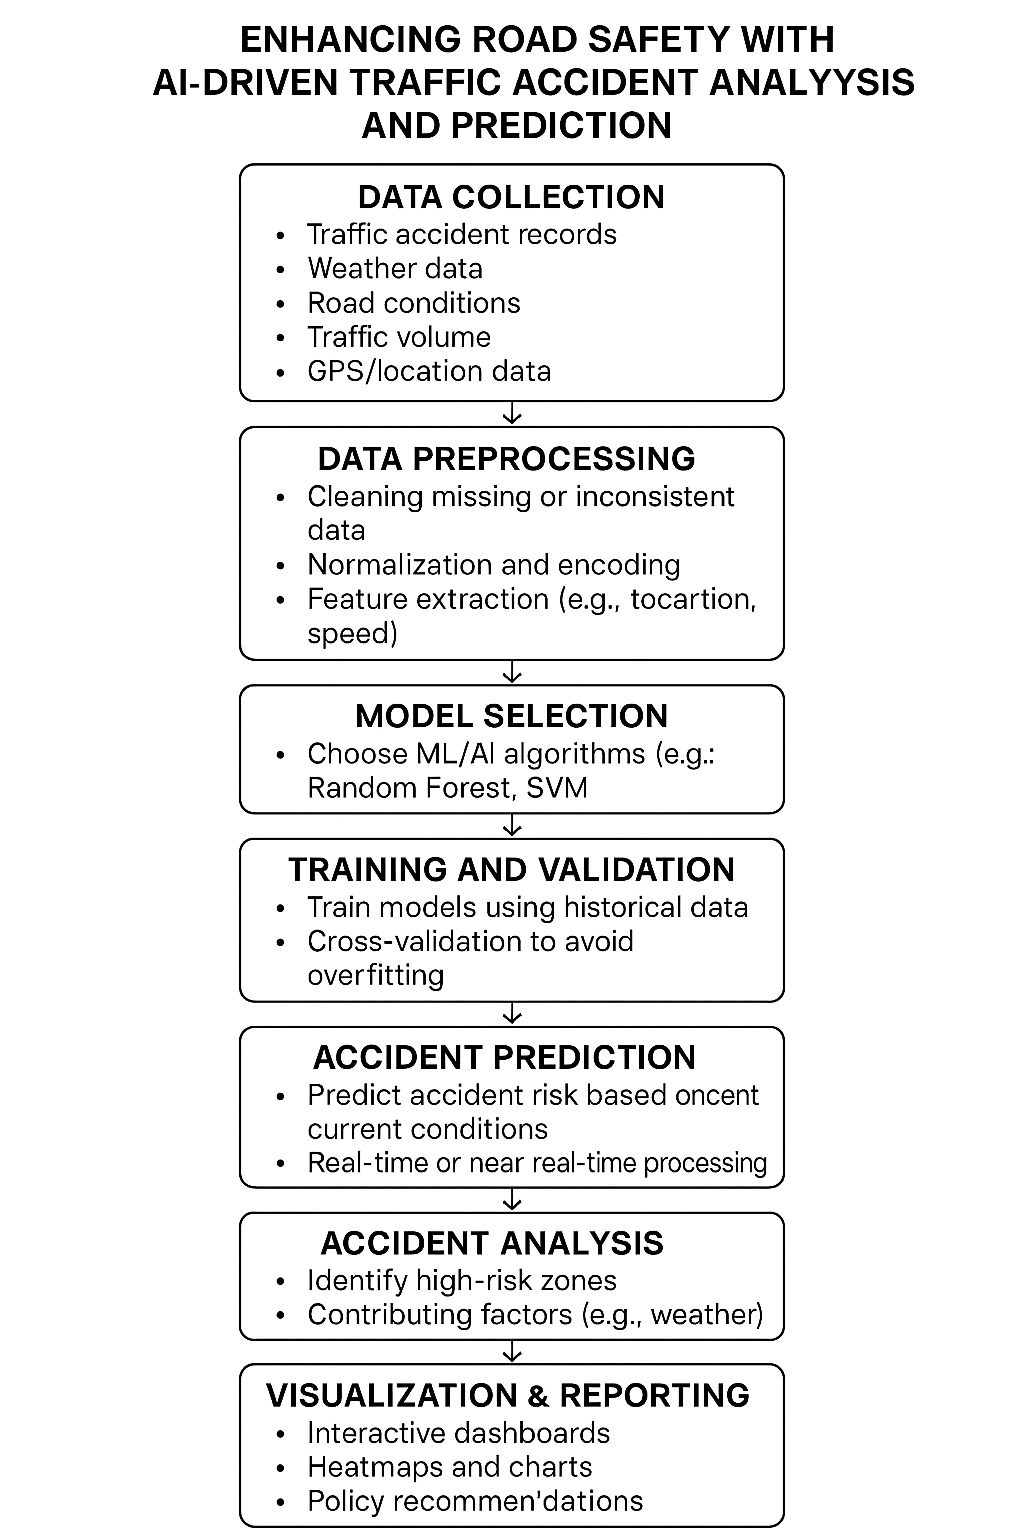 ENHANCING ROAD SAFETY WITH
AI-DRIVEN TRAFFIC ACCIDENT ANALYYSIS
AND PREDICTION
DATA COLLECTION
• Traffic accident records
• Weather data
• Road conditions
• Traffic volume
• GPS/location data
DATA PREPROCESSING
• Cleaning missing or inconsistent
data
• Normalization and encoding
• Feature extraction (e.g., tocartion,
speed)
MODEL SELECTION
• Choose ML/AI algorithms (e.g.:
Random Forest, SVM
TRAINING AND VALIDATION
• Train models using historical data
• Cross-validation to avoid
overfitting
ACCIDENT PREDICTION
• Predict accident risk based oncent
current conditions
• Real-time or near real-time processing
ACCIDENT ANALYSIS
• Identify high-risk zones
• Contributing factors (e.g., weather)
VISUALIZATION & REPORTING
• Interactive dashboards
• Heatmaps and charts
• Policy recommen'dations